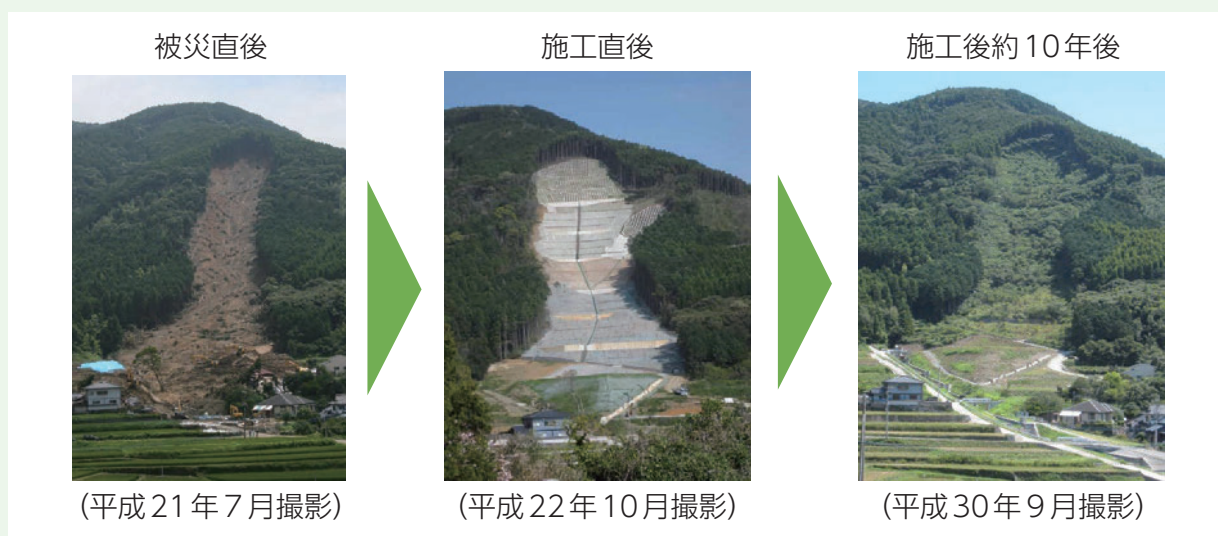 被災直後
施工直後
施工後約10年後
(平成21年7月撮影)
(平成22年10月撮影)
(平成30年9月撮影)